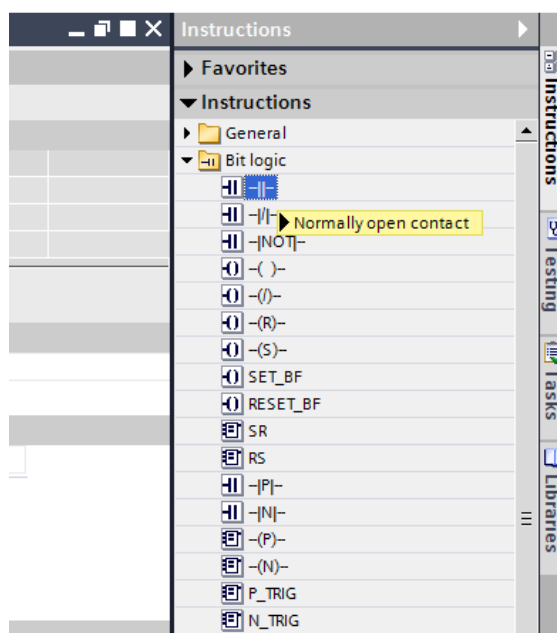 Instructions
Favorites
Instructions
General
Bit logic
--||--
--|/|--
Normally open contact
--|NOT|--
--( )--
--(/)--
--(R)--
--(S)--
SET_BF
RESET_BF
SR
RS
--|P|--
--|N|--
--(P)--
--(N)--
P_TRIG
N_TRIG
Instructions
Testing
Tasks
Libraries